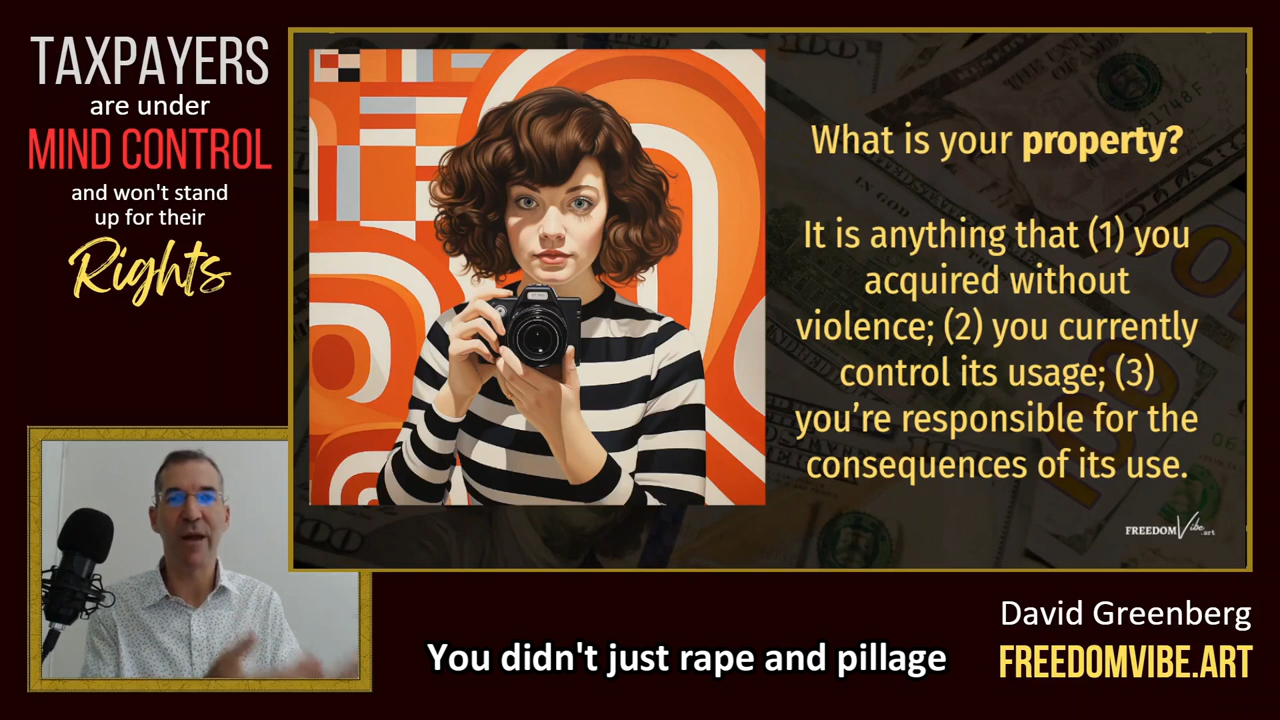 TAXPAYERS
are under
MIND CONTROL
and won't stand
up for their
Rights
What is your property?
It is anything that (1) you
acquired without
violence; (2) you currently
control its usage; (3)
you’re responsible for the
consequences of its use.
FREEDOMVibe.art
You didn't just rape and pillage
David Greenberg
FREEDOMVIBE.ART